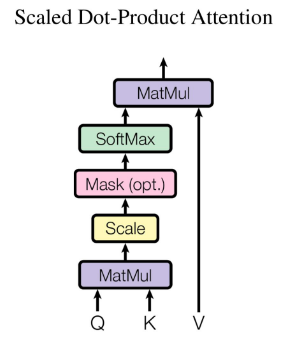 Scaled Dot-Product Attention
MatMul
SoftMax
Mask (opt.)
Scale
MatMul
Q K V